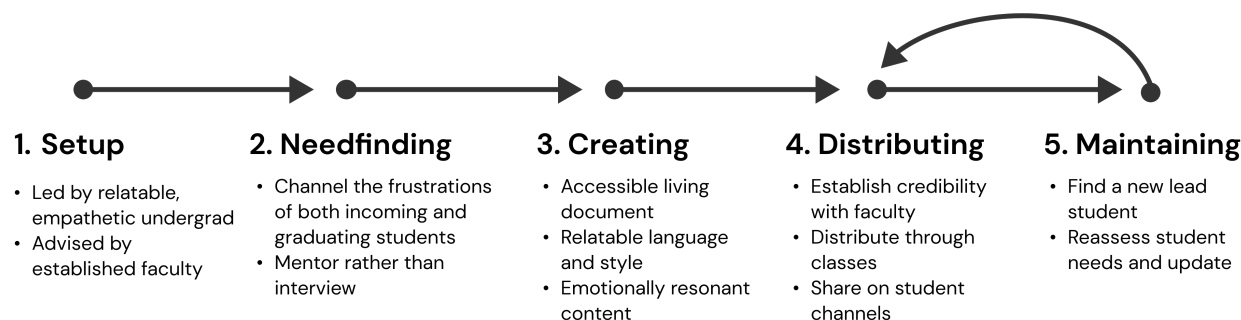 1. Setup
• Led by relatable,
empathetic undergrad
• Advised by
established faculty
2. Needfinding
• Channel the frustrations
of both incoming and
graduating students
• Mentor rather than
interview
3. Creating
• Accessible living
document
• Relatable language
and style
• Emotionally resonant
content
4. Distributing
• Establish credibility
with faculty
• Distribute through
classes
• Share on student
channels
5. Maintaining
• Find a new lead
student
• Reassess student
needs and update